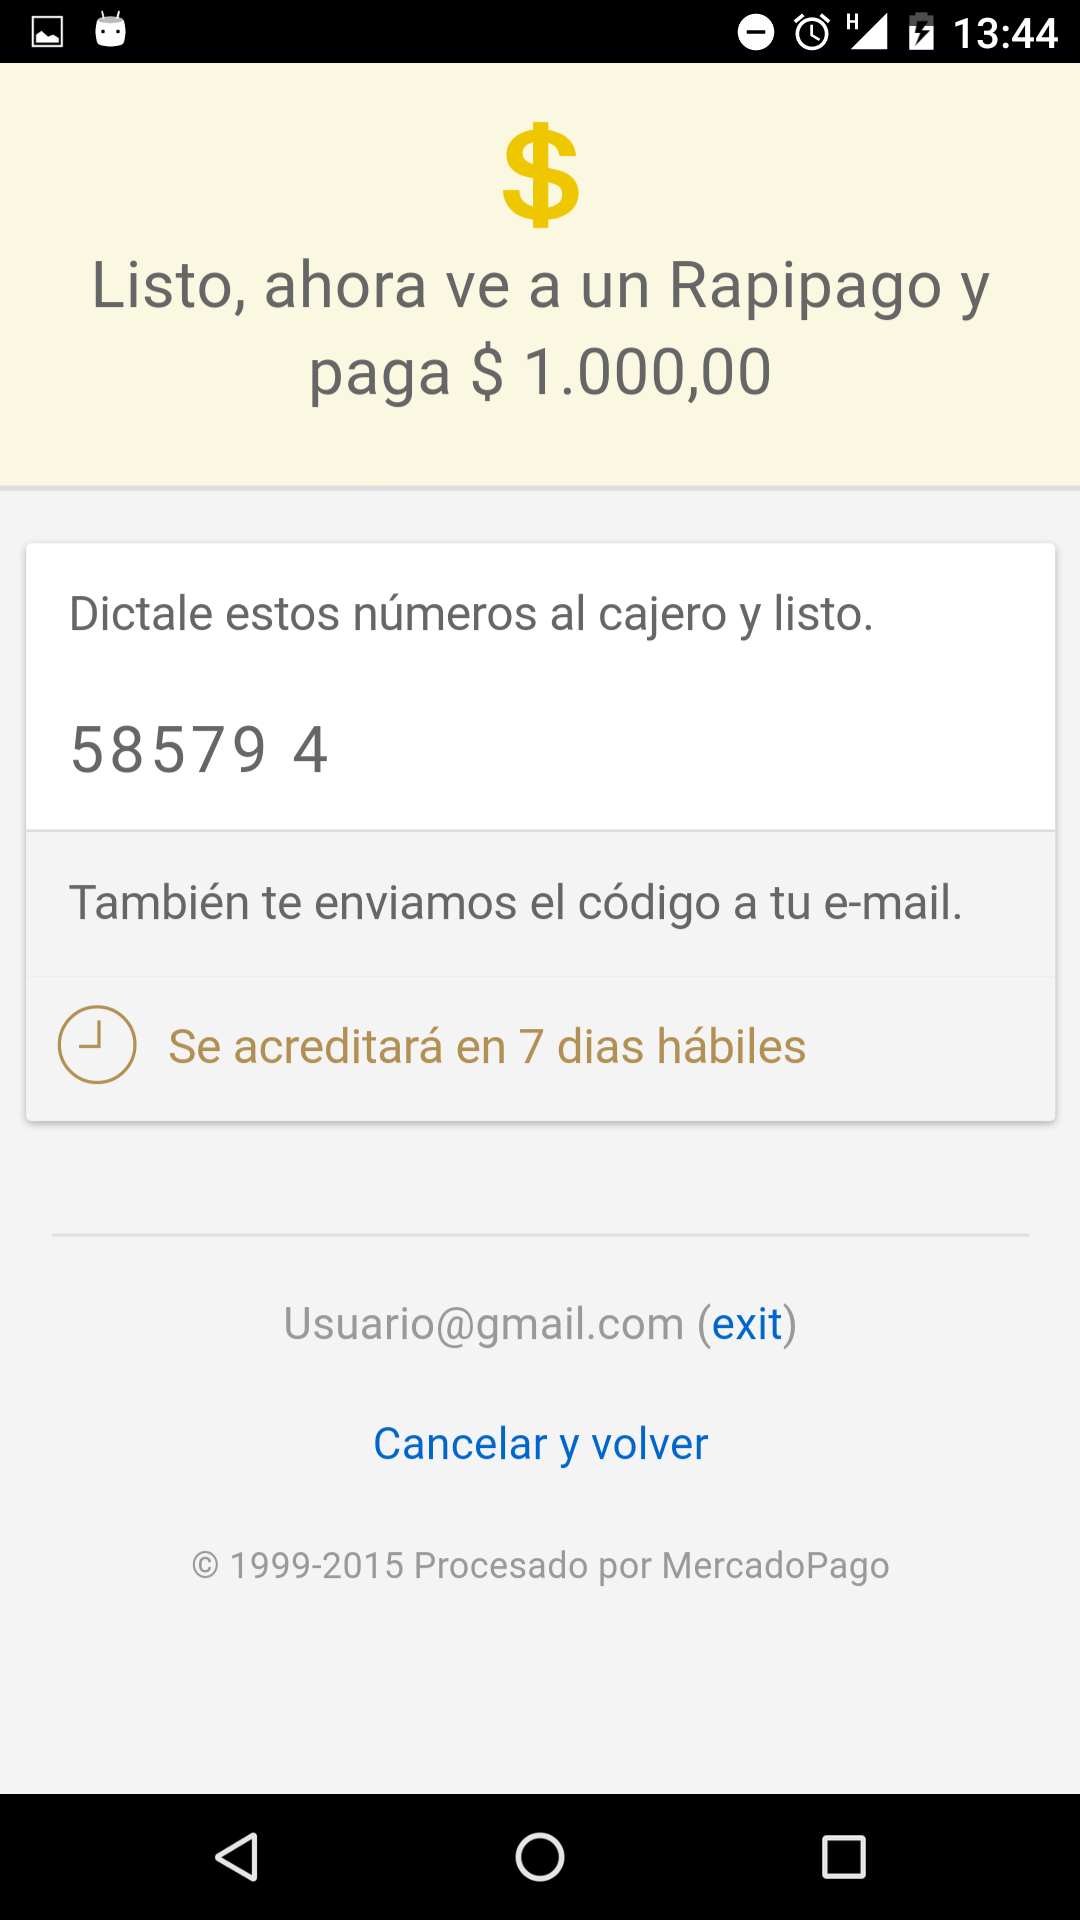 H
13:44
$
Listo, ahora ve a un Rapipago y
paga $ 1.000,00
Dictale estos números al cajero y listo.
58579 4
También te enviamos el código a tu e-mail.
Se acreditará en 7 dias hábiles
Usuario@gmail.com (exit)
Cancelar y volver
© 1999-2015 Procesado por MercadoPago